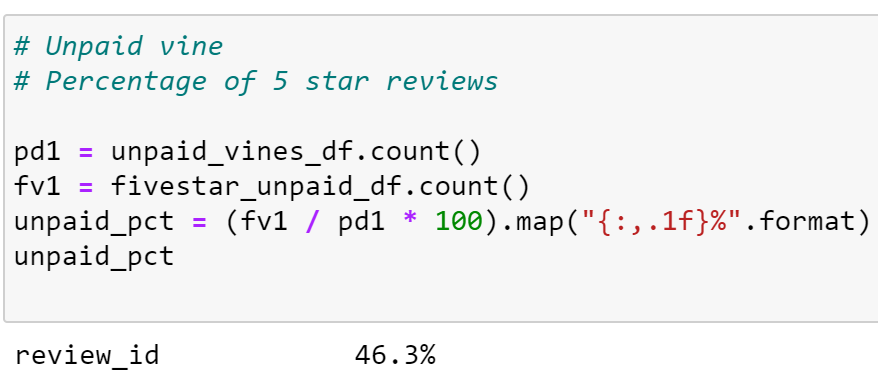 # Unpaid vine
# Percentage of 5 star reviews
pd1 = unpaid_vines_df.count()
fv1 = fivestar_unpaid_df.count()
unpaid_pct = (fv1 / pd1 * 100).map("{:,.1f}%".format)
unpaid_pct
review_id 46.3%